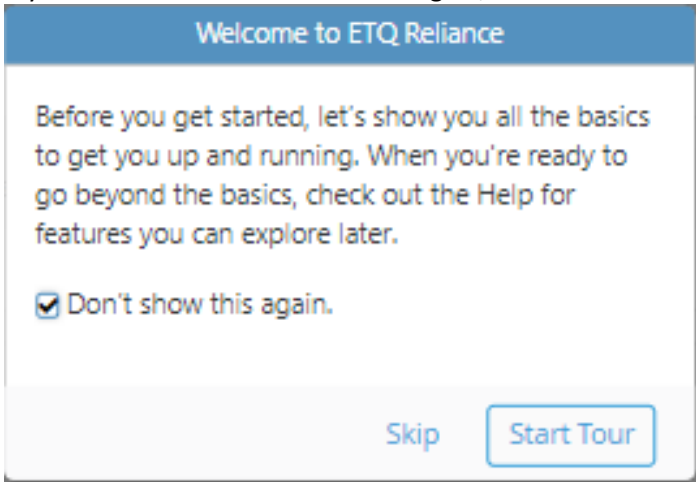 Welcome to ETQ Reliance
Before you get started, let's show you all the basics
to get you up and running. When you're ready to
go beyond the basics, check out the Help for
features you can explore later.
Don't show this again.
Skip
Start Tour